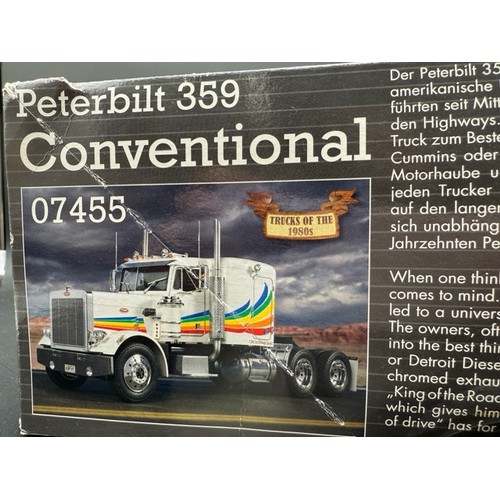 Peterbilt 359
Conventional
07455
TRUCKS OF THE
1980s
Der Peterbilt 35
amerikanische
führten seit Mitt
den Highways.
Truck zum Beste
Cummins oder
Motorhaube u
jeden Trucker
auf den langen
sich unabhäng
Jahrzehnten Pe
When one think
comes to mind
led to a univers
The owners, oft
into the best thin
or Detroit Diese
chromed exhau
„King of the Road
which gives him
of drive" has for